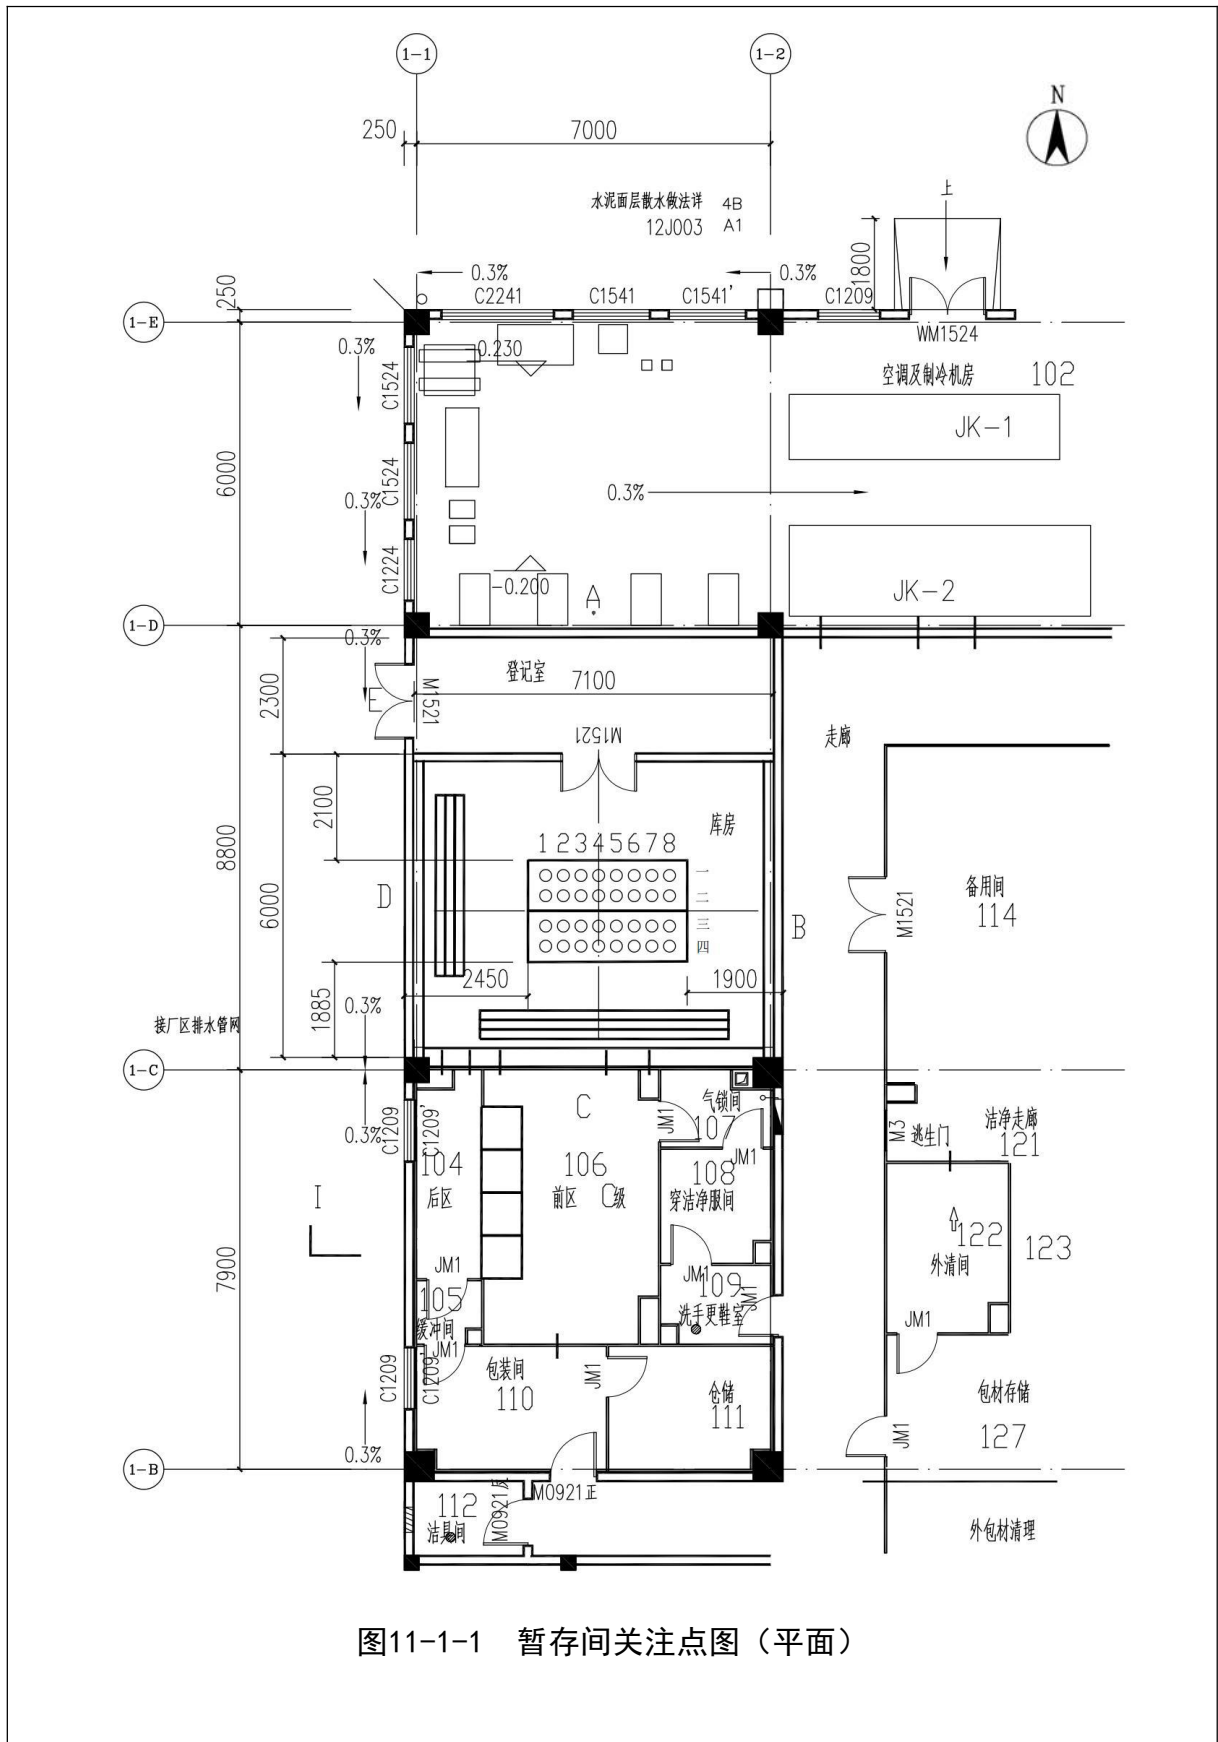 1-1
1-2
N
250
7000
水泥面层散水做法详 4B
12J003 A1
上
1800
250
0.3%
0.3%
C2241
C1541
C1541'
C1209
1-E
WM1524
0.3%
-0.230
C1524
空调及制冷机房 102
JK-1
6000
C1524
0.3%
0.3%
C1224
-0.200
A
JK-2
1-D
0.3%
登记室
7100
2300
E
M1521
M1521
走廊
2100
库房
12345678
8800
6000
D
一
二
三
四
B
M1521
备用间
114
2450
1900
1885
0.3%
接厂区排水管网
1-C
C
气锁间
107
JM1
0.3%
C1209
C1209'
M3
逃生门
洁净走廊
121
104
后区
106
前区 C级
JM1
108
穿洁净服间
I
122
外清间
123
7900
JM1
105
缓冲间
JM1
109
JM1
洗手更鞋室
JM1
JM1
包装间
110
JM1
C1209
C1209'
仓储
111
包材存储
127
JM1
0.3%
1-B
M0921正
M0921反
112
洁具间
外包材清理
图11-1-1 暂存间关注点图（平面）